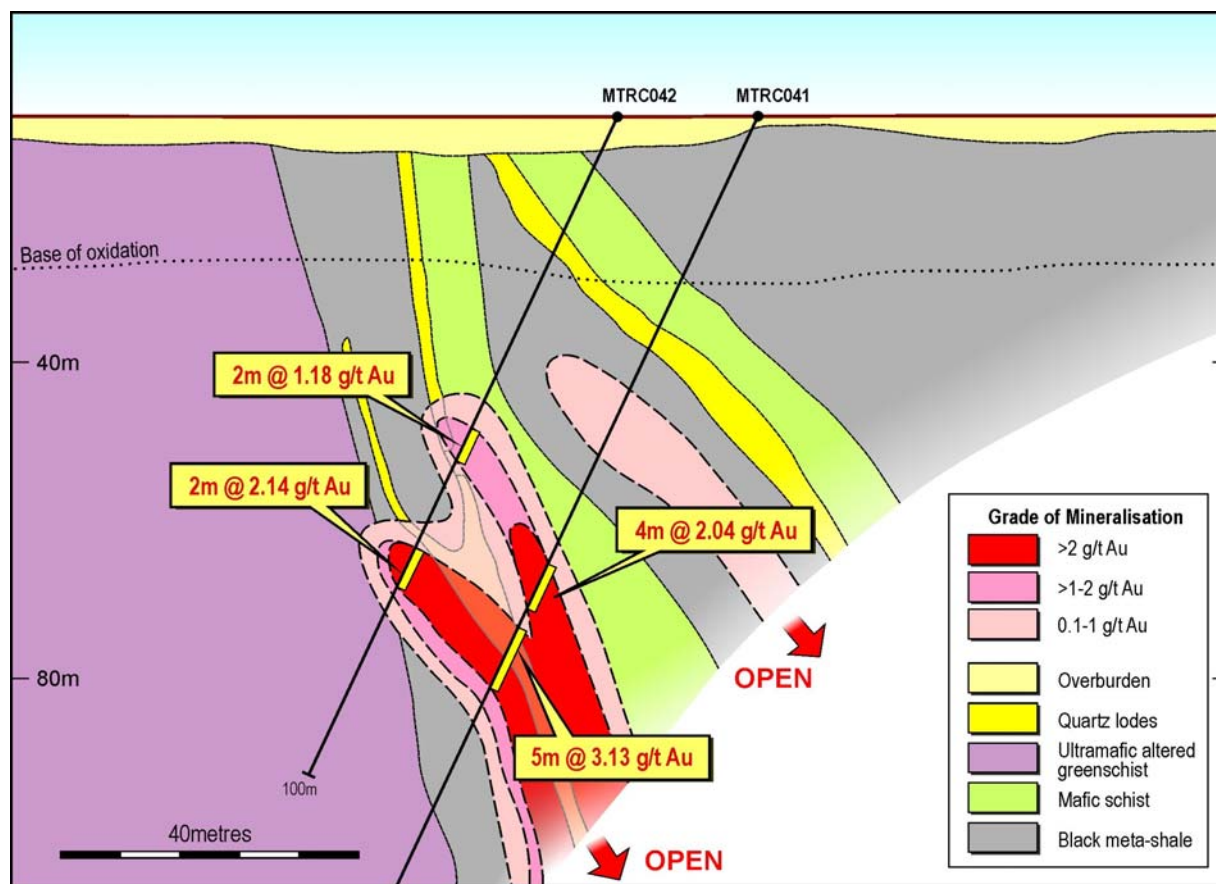 MTRC042
MTRC041
Base of oxidation
40m
2m @ 1.18 g/t Au
2m @ 2.14 g/t Au
4m @ 2.04 g/t Au
80m
OPEN
5m @ 3.13 g/t Au
100m
40metres
OPEN
Grade of Mineralisation
>2 g/t Au
>1-2 g/t Au
0.1-1 g/t Au
Overburden
Quartz lodes
Ultramafic altered
greenschist
Mafic schist
Black meta-shale